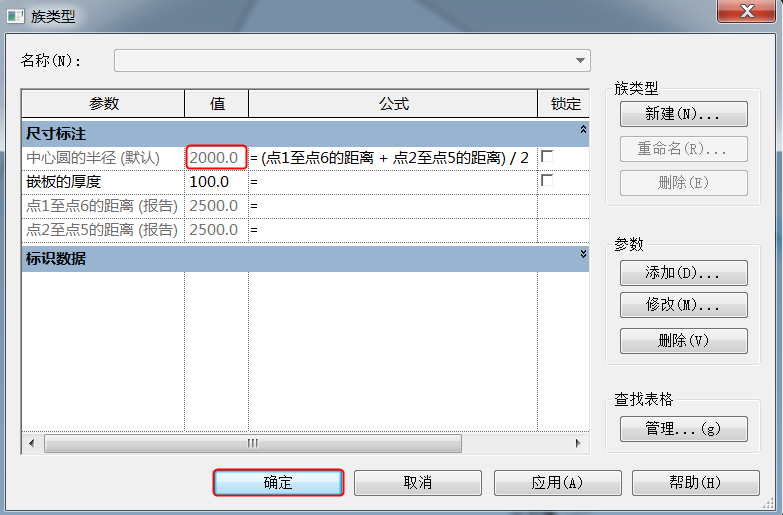 族类型
名称(N):
参数 值 公式 锁定
尺寸标注
中心圆的半径 (默认) 2000.0 = (点1至点6的距离 + 点2至点5的距离) / 2
嵌板的厚度 100.0 =
点1至点6的距离 (报告) 2500.0 =
点2至点5的距离 (报告) 2500.0 =
标识数据
族类型
新建(N)...
重命名(R)...
删除(E)
参数
添加(D)...
修改(M)...
删除(V)
查找表格
管理...(g)
确定 取消 应用(A) 帮助(H)